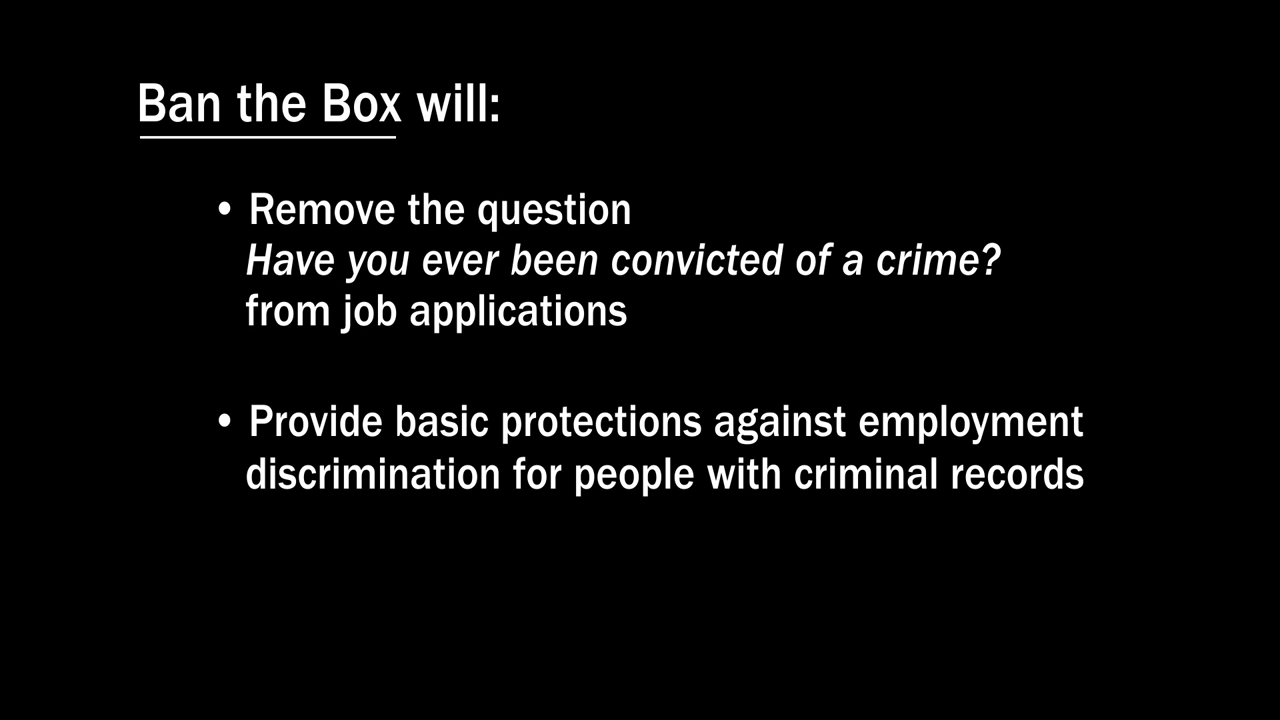 Ban the Box will:
• Remove the question
Have you ever been convicted of a crime?
from job applications
• Provide basic protections against employment
discrimination for people with criminal records